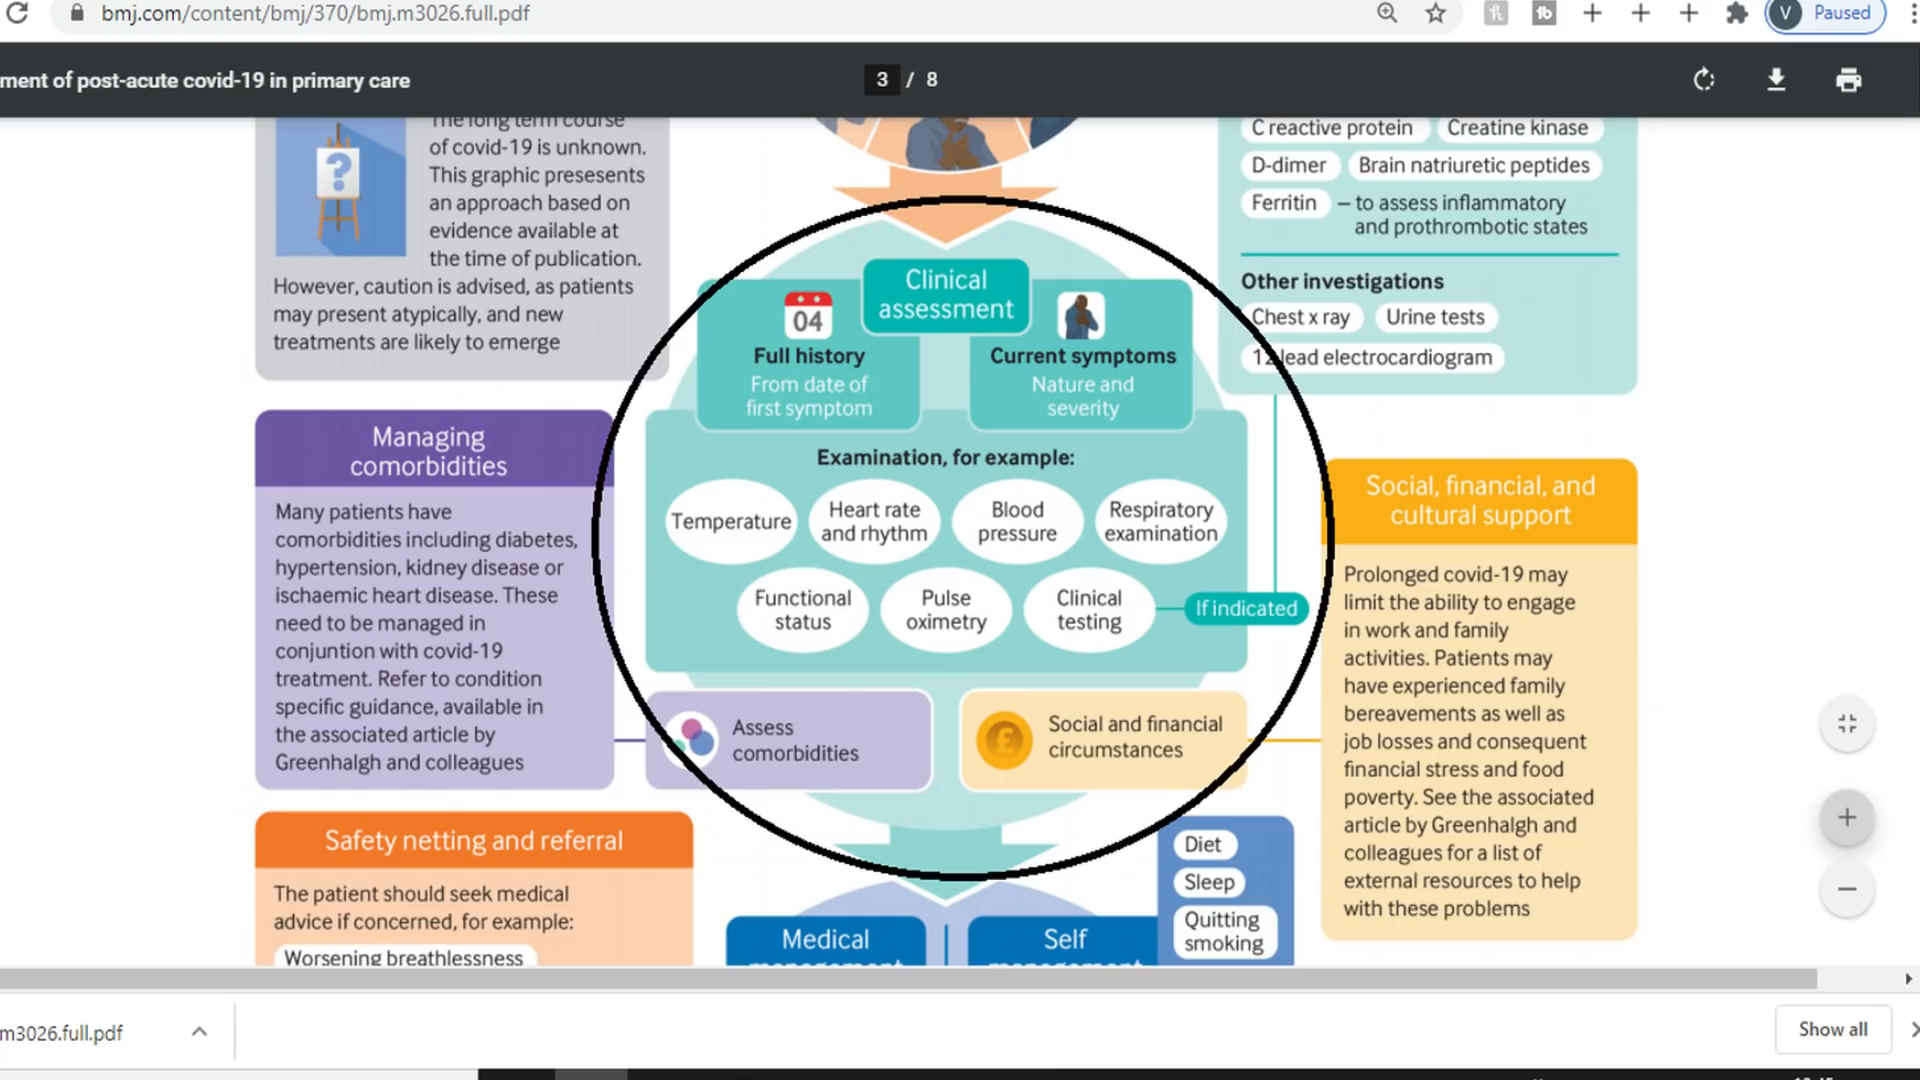 bmj.com/content/bmj/370/bmj.m3026.full.pdf
V
Paused
ment of post-acute covid-19 in primary care
3 / 8
The long term course
of covid-19 is unknown.
This graphic presesents
an approach based on
evidence available at
the time of publication.
However, caution is advised, as patients
may present atypically, and new
treatments are likely to emerge
?
C reactive protein
Creatine kinase
D-dimer
Brain natriuretic peptides
Ferritin
– to assess inflammatory
and prothrombotic states
Other investigations
Chest x ray
Urine tests
12 lead electrocardiogram
Clinical
assessment
04
Full history
From date of
first symptom
Current symptoms
Nature and
severity
Examination, for example:
Temperature
Heart rate
and rhythm
Blood
pressure
Respiratory
examination
Functional
status
Pulse
oximetry
Clinical
testing
If indicated
Assess
comorbidities
£
Social and financial
circumstances
Managing
comorbidities
Many patients have
comorbidities including diabetes,
hypertension, kidney disease or
ischaemic heart disease. These
need to be managed in
conjuntion with covid-19
treatment. Refer to condition
specific guidance, available in
the associated article by
Greenhalgh and colleagues
Social, financial, and
cultural support
Prolonged covid-19 may
limit the ability to engage
in work and family
activities. Patients may
have experienced family
bereavements as well as
job losses and consequent
financial stress and food
poverty. See the associated
article by Greenhalgh and
colleagues for a list of
external resources to help
with these problems
Safety netting and referral
The patient should seek medical
advice if concerned, for example:
Worsening breathlessness
Medical
management
Self
management
Diet
Sleep
Quitting
smoking
m3026.full.pdf
Show all